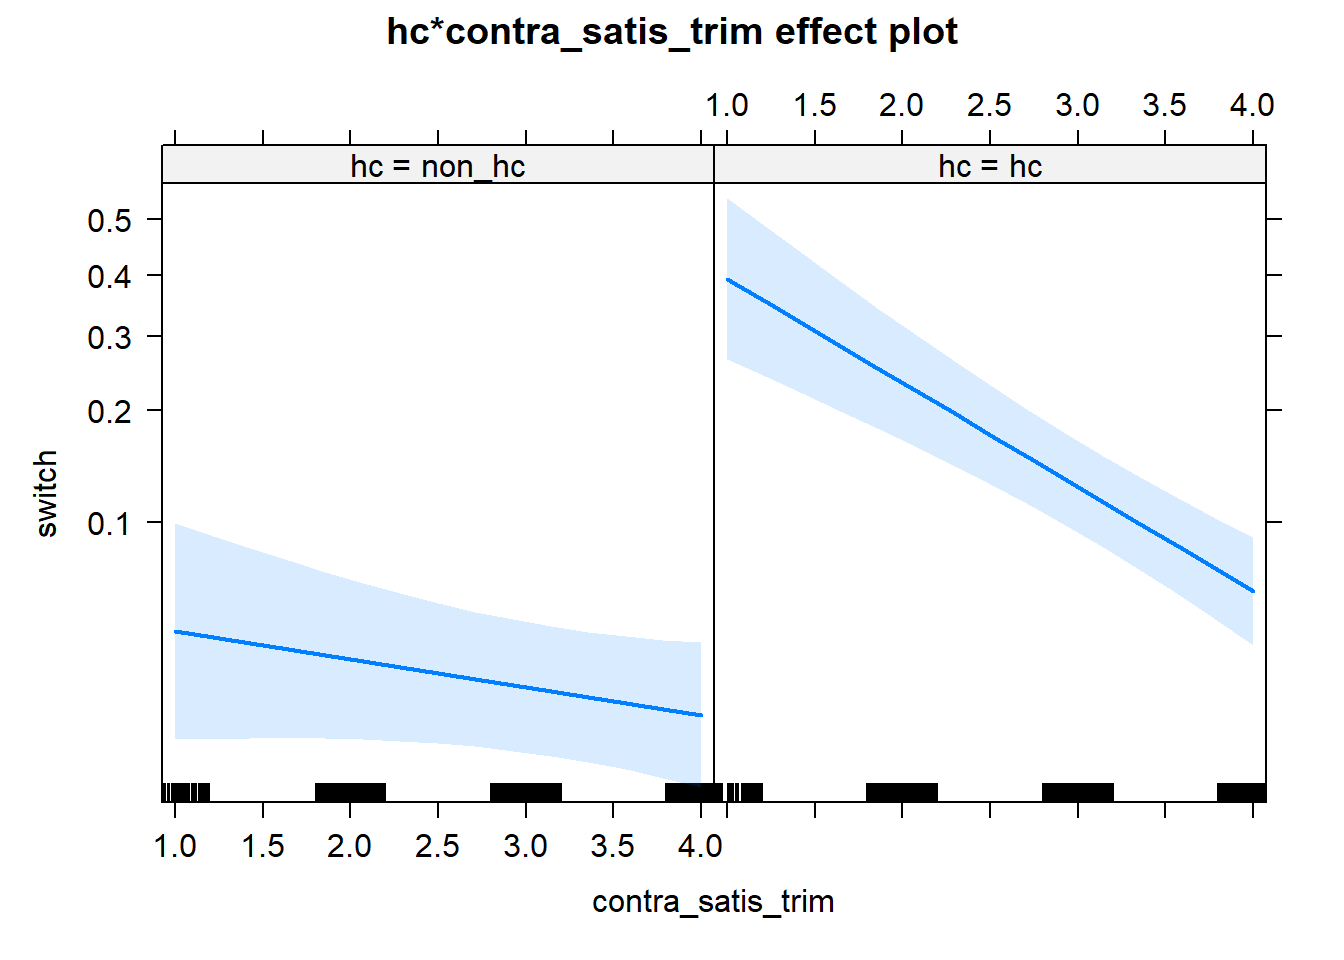 hc*contra_satis_trim effect plot
1.0 1.5 2.0 2.5 3.0 3.5 4.0
hc = non_hc hc = hc
0.5
0.4
0.3
0.2
0.1
switch
1.0 1.5 2.0 2.5 3.0 3.5 4.0
contra_satis_trim